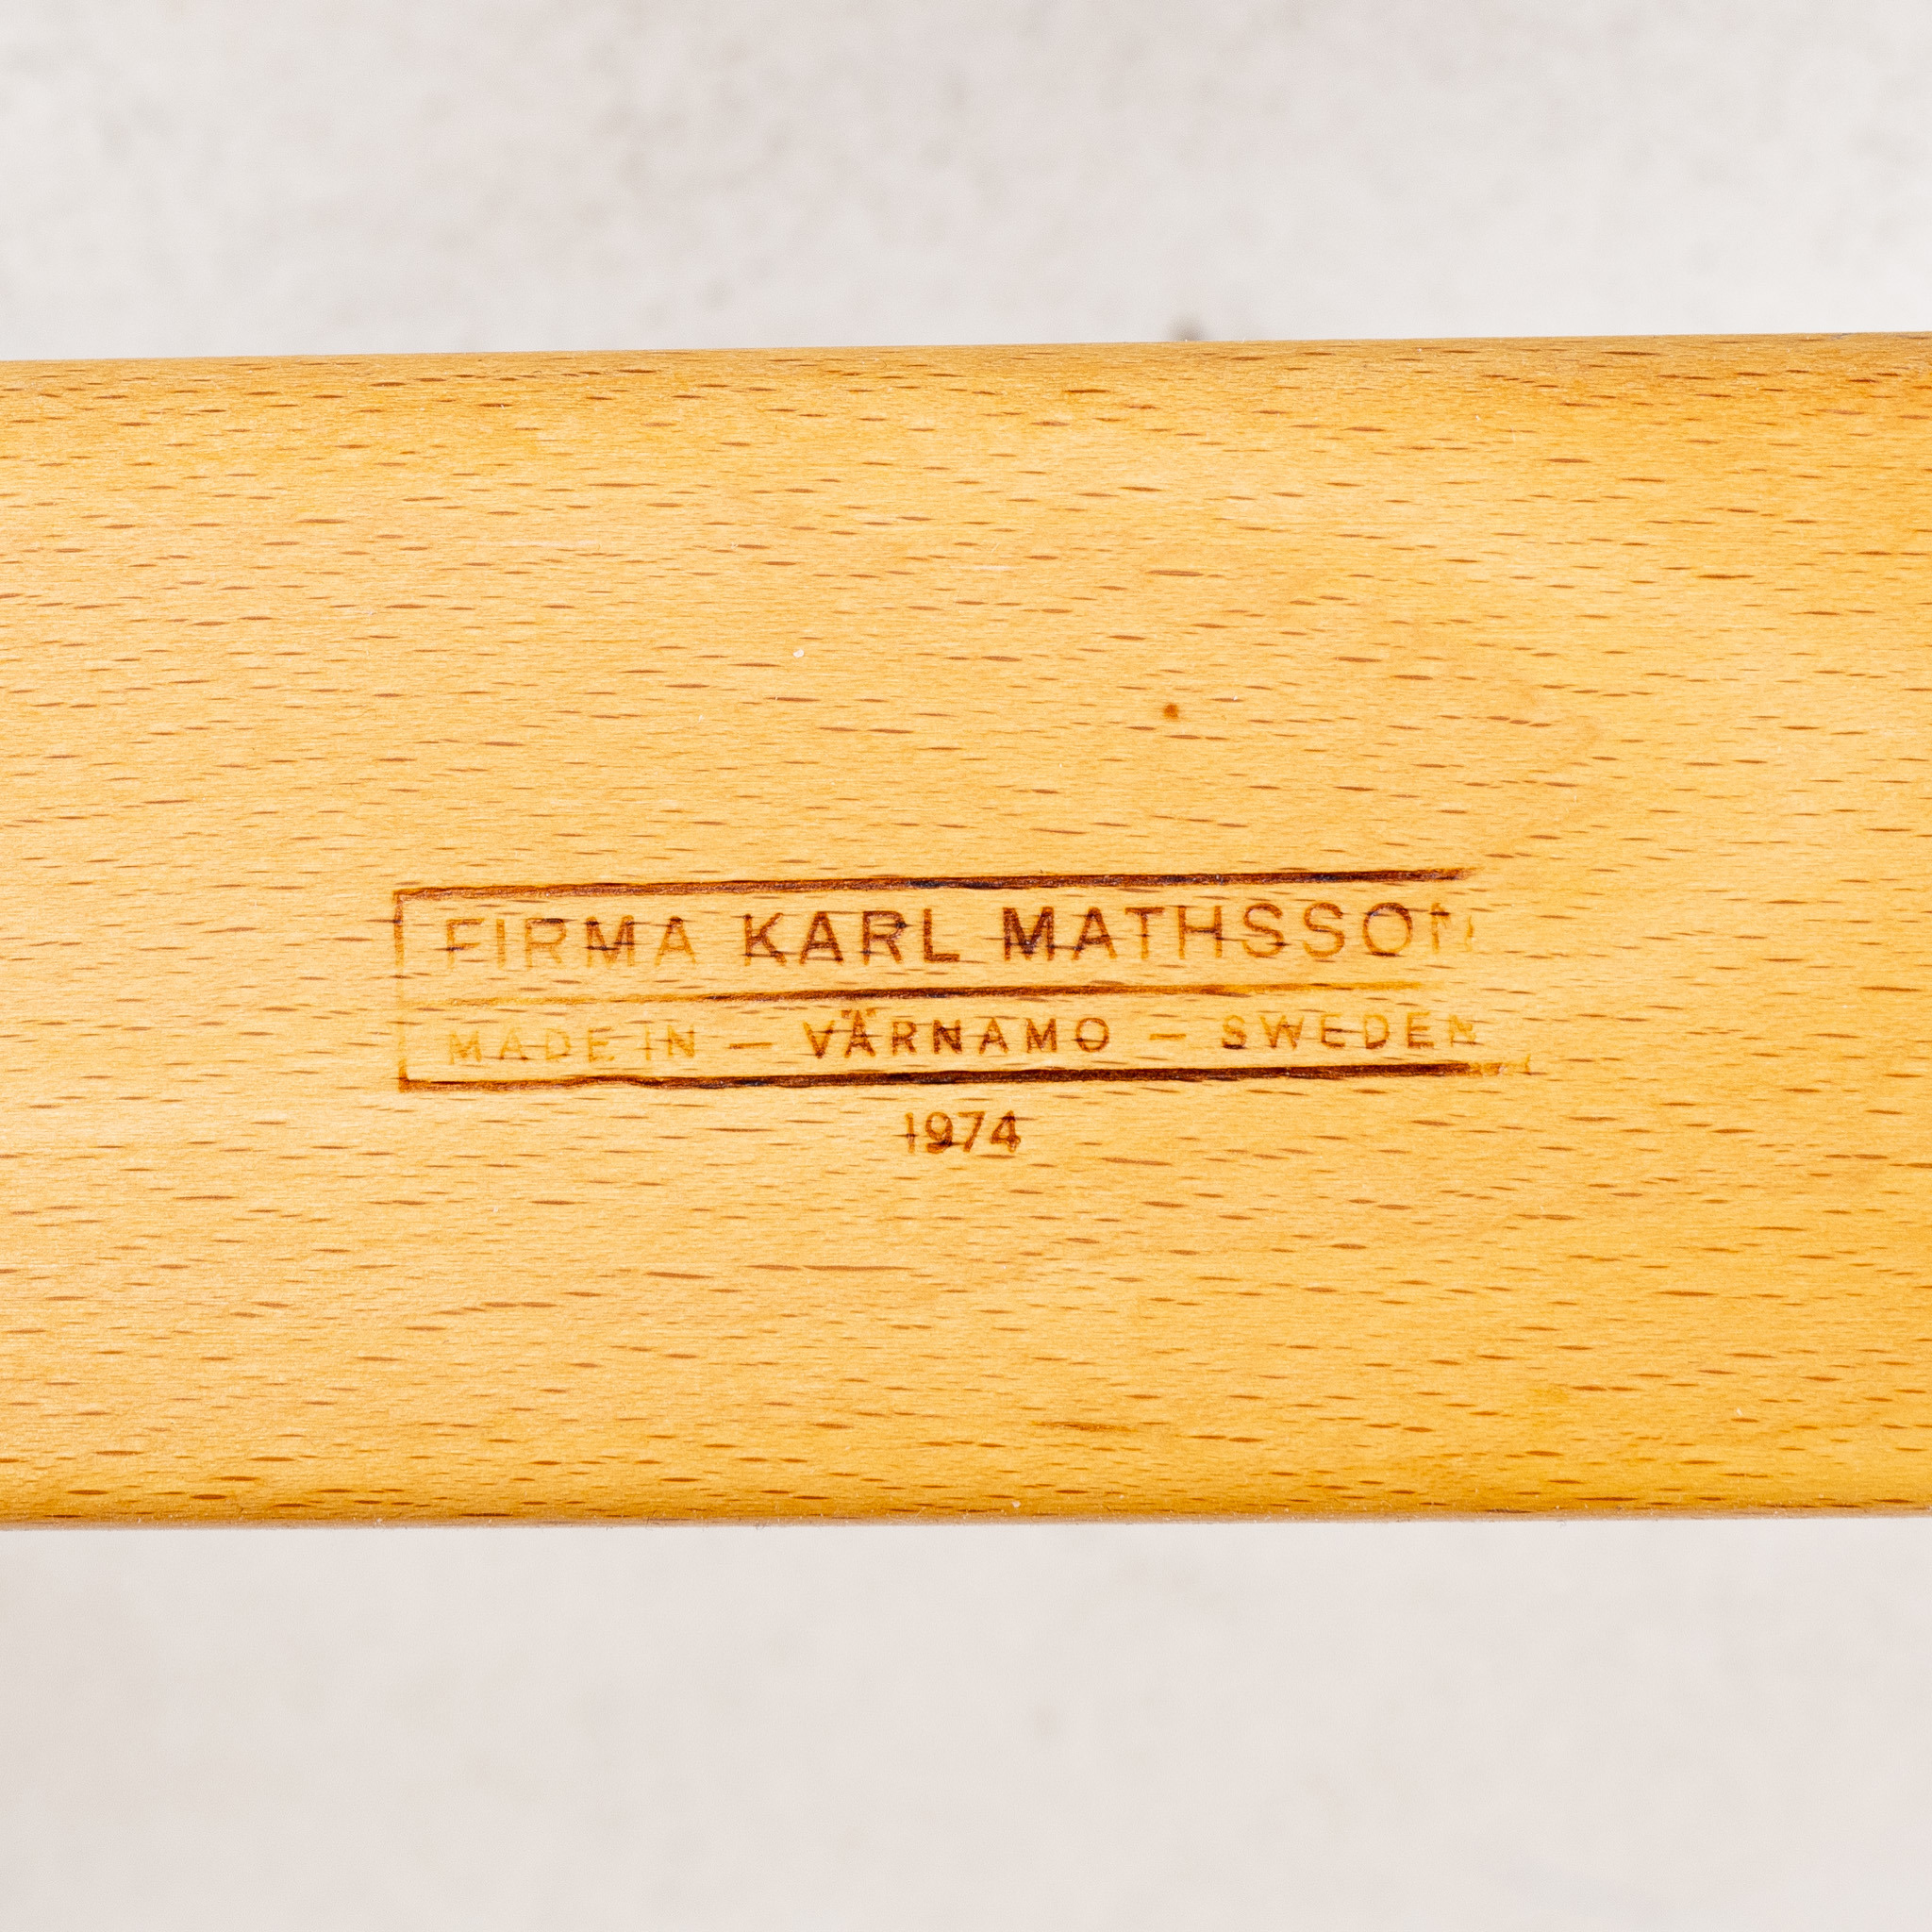 FIRMA KARL MATHSSON
MADE IN – VÄRNAMO – SWEDEN
1974